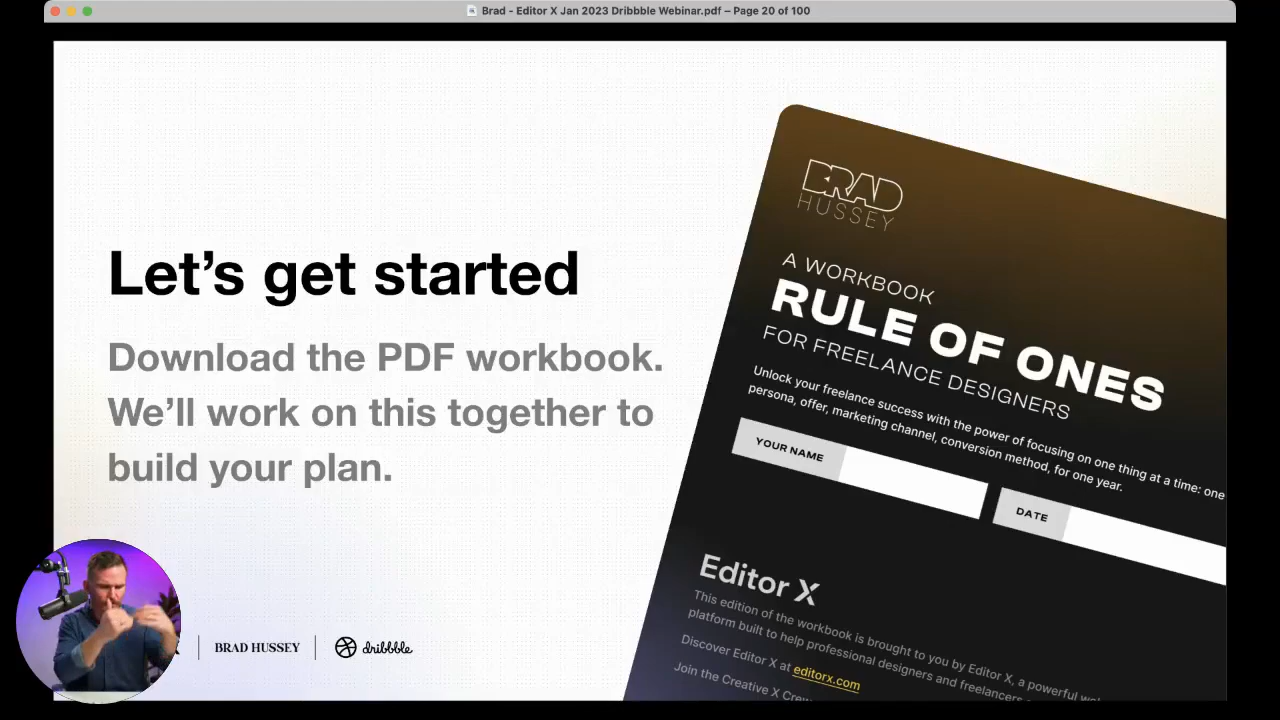 Brad - Editor X Jan 2023 Dribbble Webinar.pdf – Page 20 of 100
Let’s get started
Download the PDF workbook.
We’ll work on this together to
build your plan.
BRAD HUSSEY
dribbble
BRAD
HUSSEY
A WORKBOOK
RULE OF ONES
FOR FREELANCE DESIGNERS
Unlock your freelance success with the power of focusing on one thing at a time: one
persona, offer, marketing channel, conversion method, for one year.
YOUR NAME
DATE
Editor X
This edition of the workbook is brought to you by Editor X, a powerful
platform built to help professional designers and freelancers
Discover Editor X at editorx.com
Join the Creative X